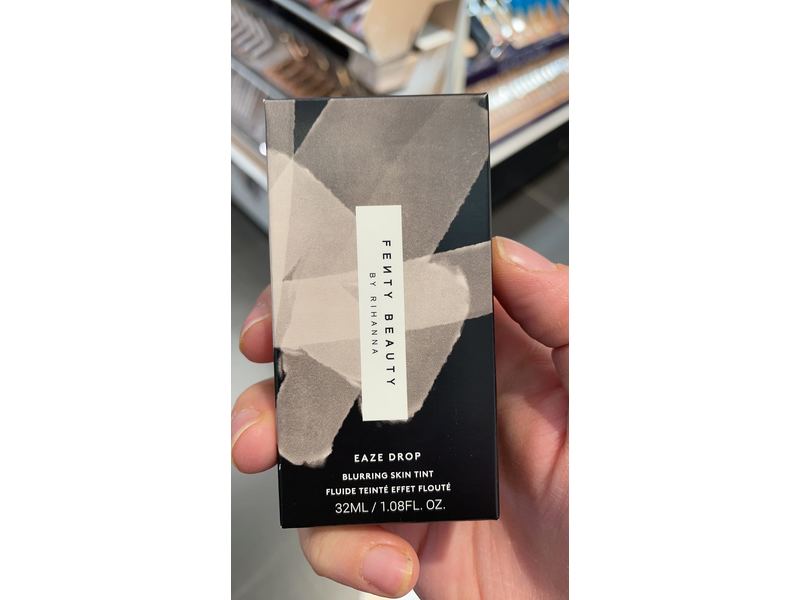 FENTY BEAUTY
BY RIHANNA
EAZE DROP
BLURRING SKIN TINT
FLUIDE TEINTÉ EFFET FLOUTÉ
32ML / 1.08FL. OZ.